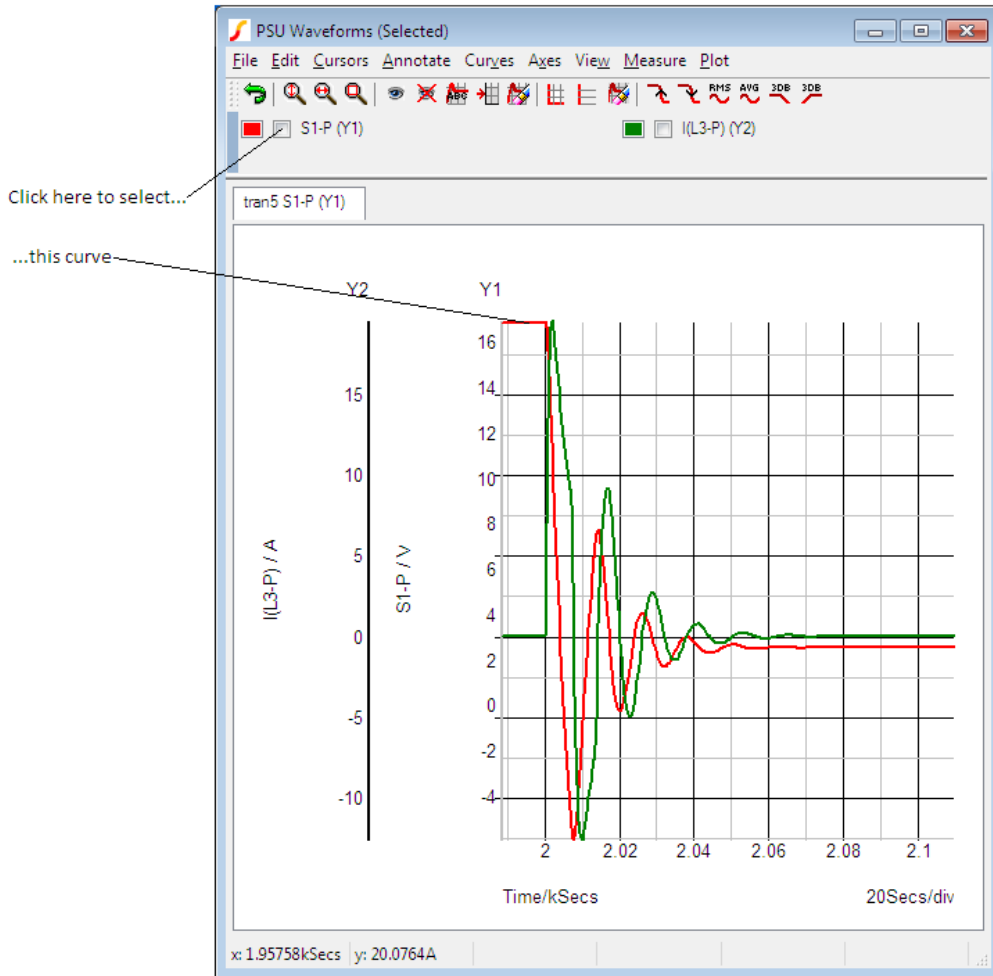 PSU Waveforms (Selected)
File Edit Cursors Annotate Curves Axes View Measure Plot
ABC RMS AVG 3DB 3DB
S1-P (Y1) I(L3-P) (Y2)
Click here to select...
tran5 S1-P (Y1)
...this curve
Y2 Y1
16
15 14
12
10 10
8
5 6
4
0 2
0
-5 -2
-10 -4
I(L3-P) / A
S1-P / V
2 2.02 2.04 2.06 2.08 2.1
Time/kSecs 20Secs/div
x: 1.95758kSecs y: 20.0764A